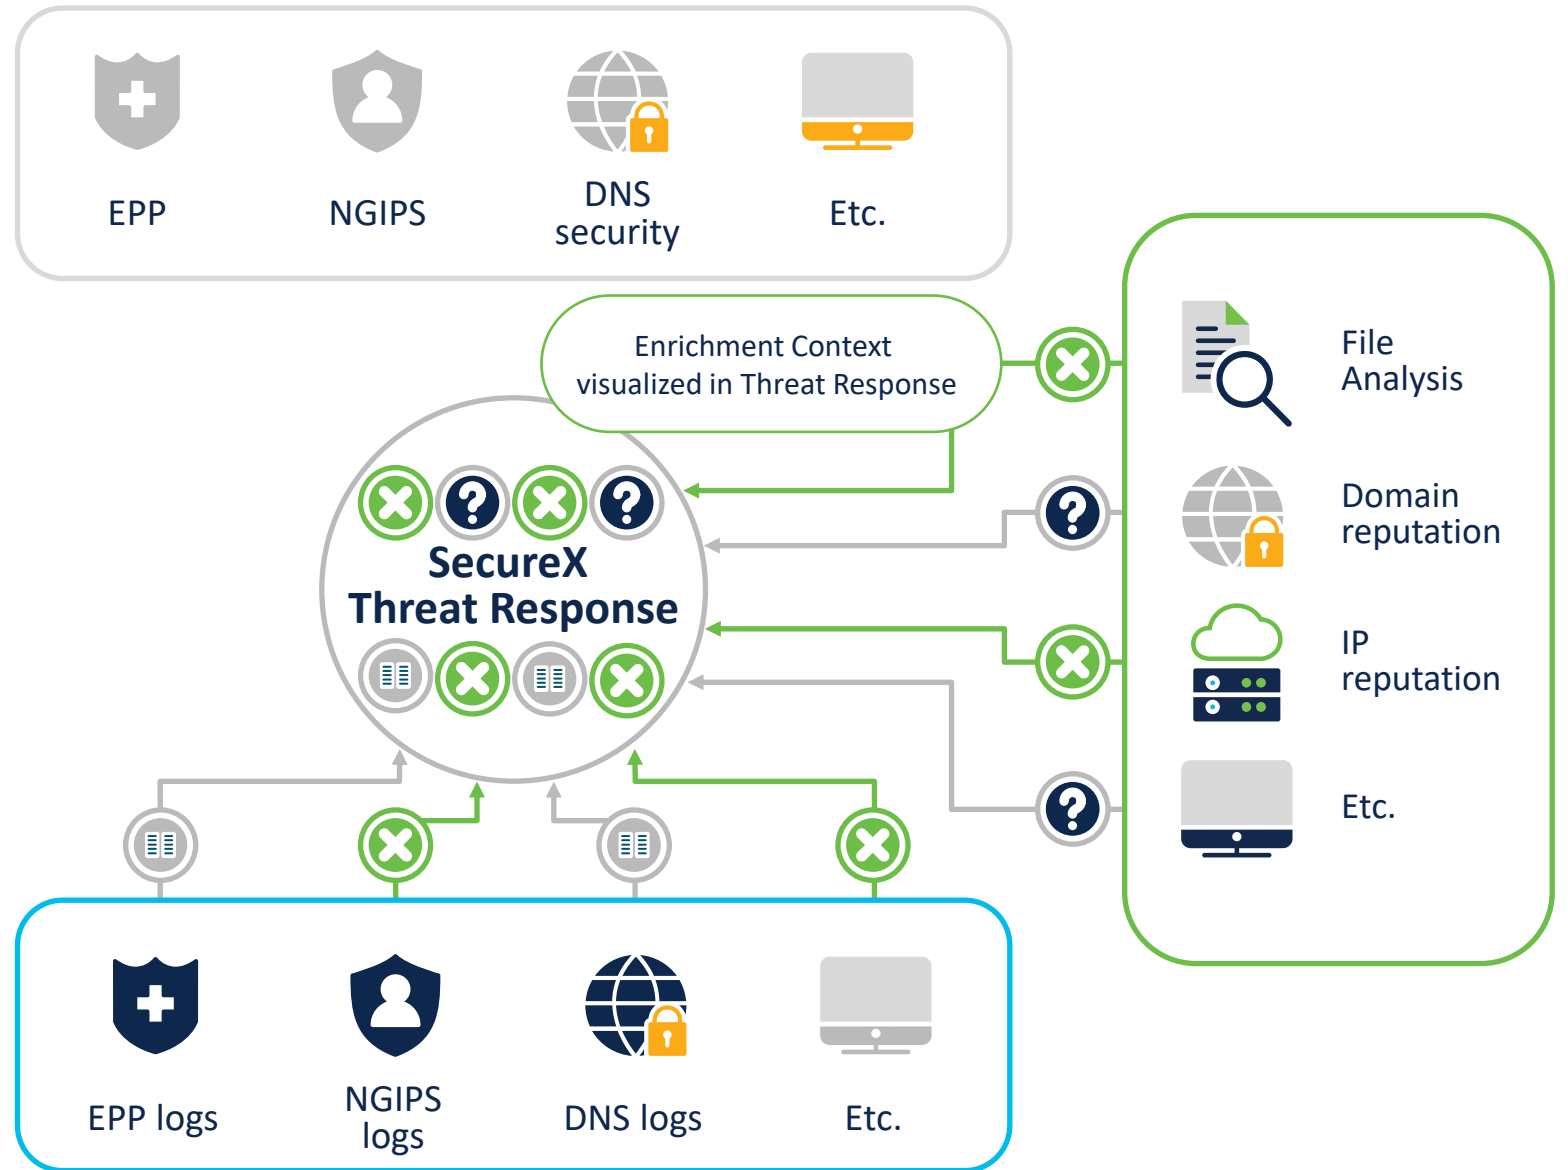 EPP
NGIPS
DNS
security
Etc.
Enrichment Context
visualized in Threat Response
File
Analysis
Domain
reputation
IP
reputation
Etc.
SecureX
Threat Response
EPP logs
NGIPS
logs
DNS logs
Etc.